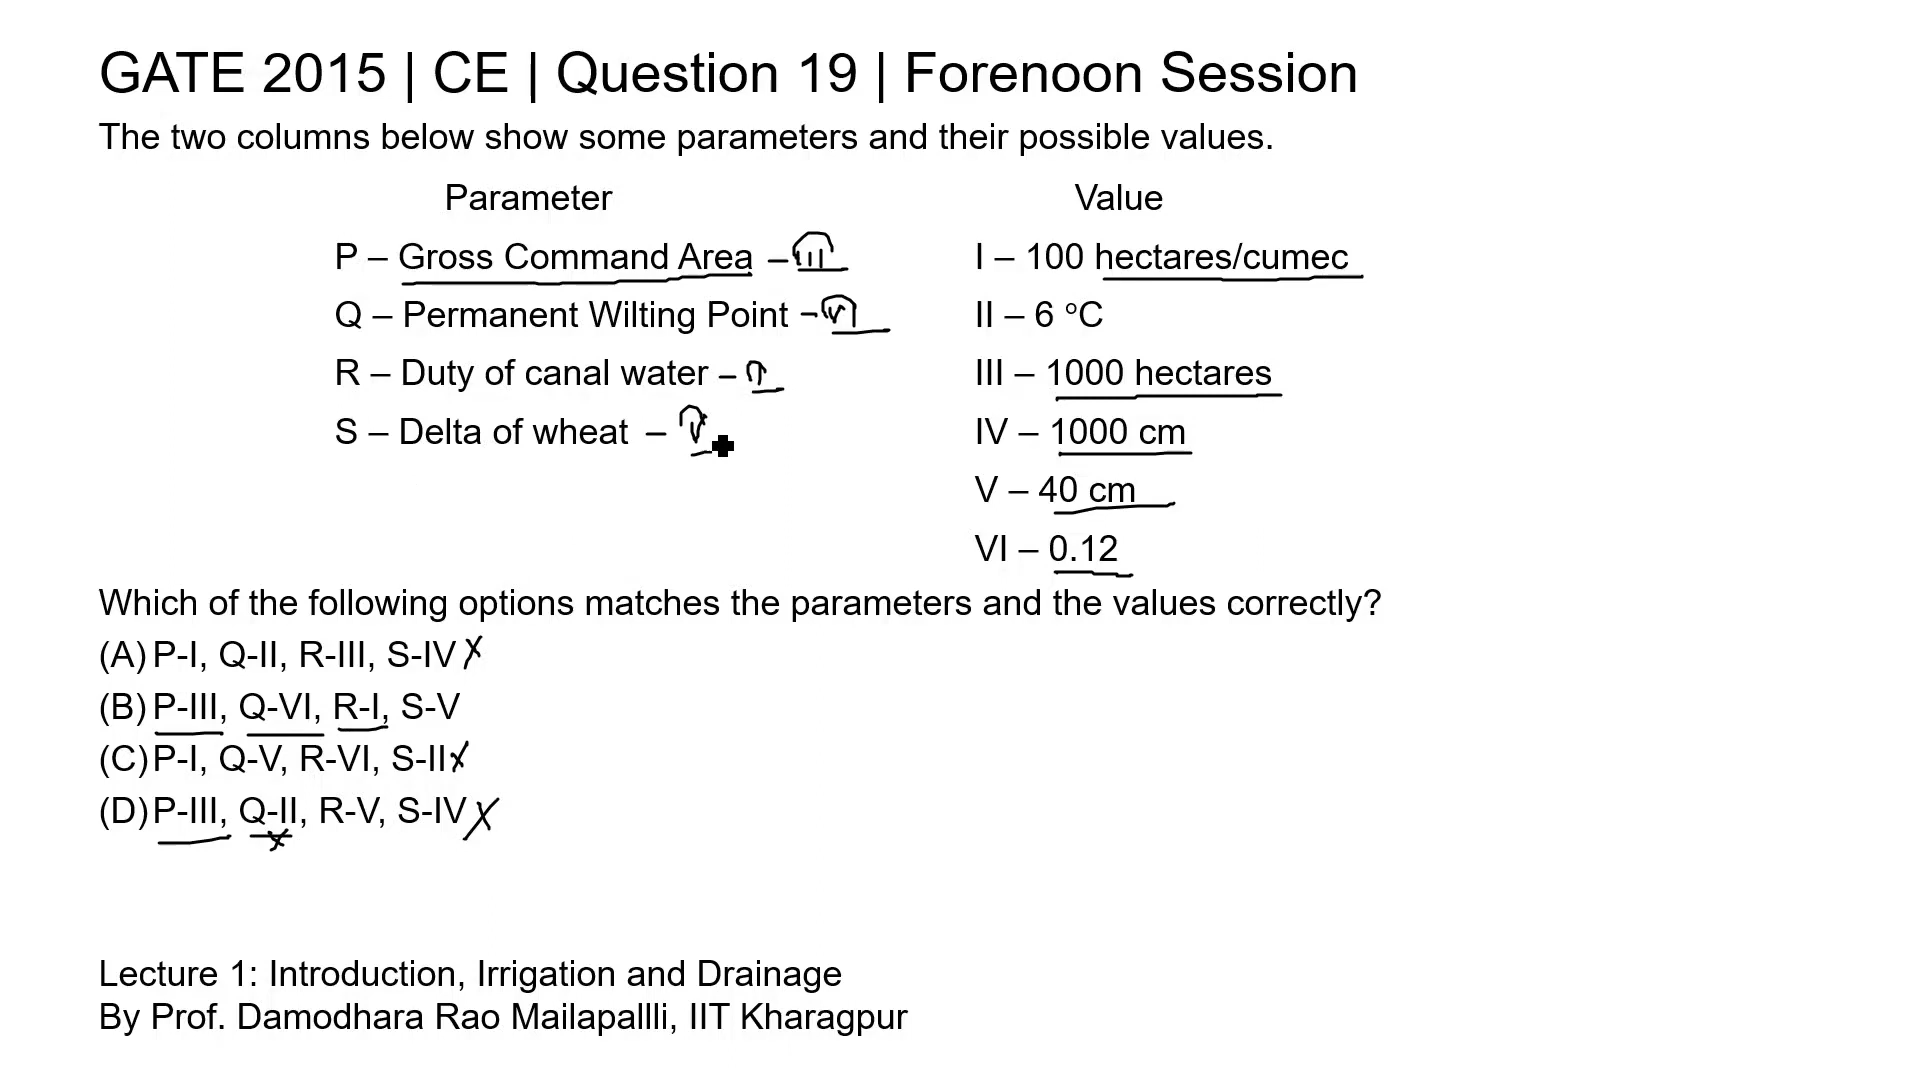 GATE 2015 | CE | Question 19 | Forenoon Session
The two columns below show some parameters and their possible values.
Parameter Value
P – Gross Command Area – III I – 100 hectares/cumec
Q – Permanent Wilting Point – VI II – 6 °C
R – Duty of canal water – I III – 1000 hectares
S – Delta of wheat – V IV – 1000 cm
V – 40 cm
VI – 0.12
Which of the following options matches the parameters and the values correctly?
(A) P-I, Q-II, R-III, S-IV x
(B) P-III, Q-VI, R-I, S-V
(C) P-I, Q-V, R-VI, S-II x
(D) P-III, Q-II, R-V, S-IV x
x
Lecture 1: Introduction, Irrigation and Drainage
By Prof. Damodhara Rao Mailapallli, IIT Kharagpur